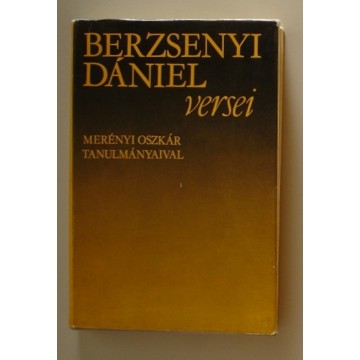 BERZSENYI
DÁNIEL
versei
MERÉNYI OSZKÁR
TANULMÁNYAIVAL